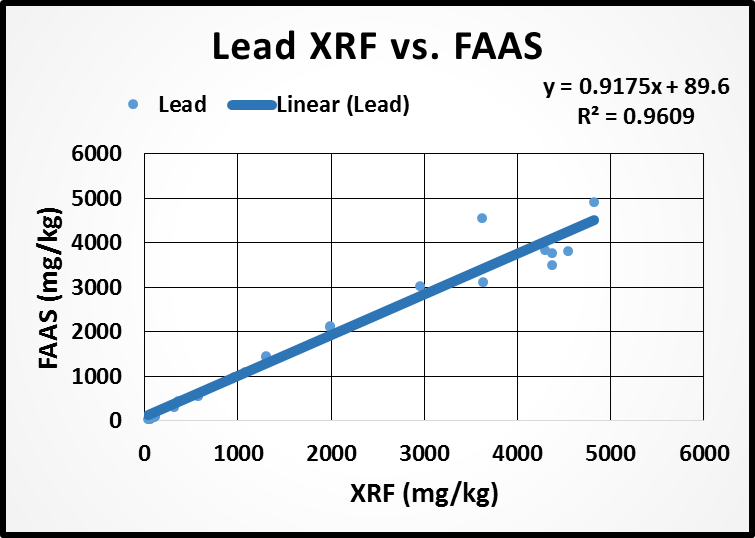 Lead XRF vs. FAAS
Lead
Linear (Lead)
y = 0.9175x + 89.6
R² = 0.9609
6000
5000
4000
3000
2000
1000
0
FAAS (mg/kg)
0 1000 2000 3000 4000 5000 6000
XRF (mg/kg)